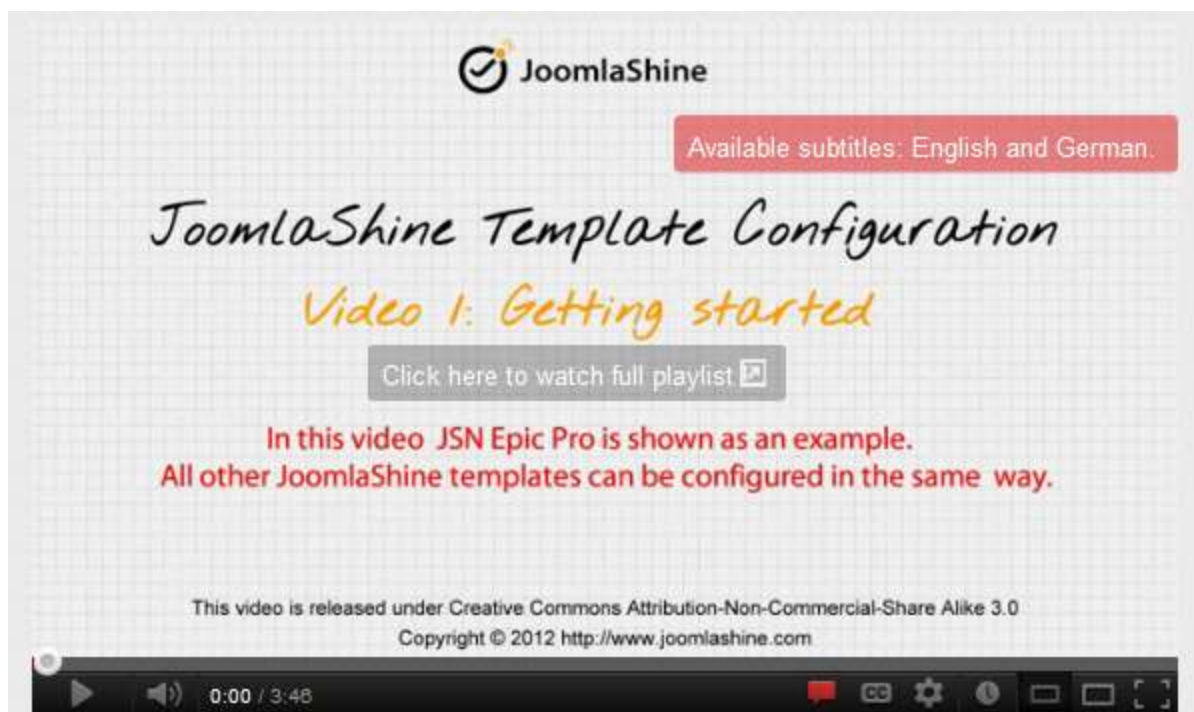 JoomlaShine
Available subtitles: English and German.
JoomlaShine Template Configuration
Video 1: Getting started
Click here to watch full playlist
In this video JSN Epic Pro is shown as an example.
All other JoomlaShine templates can be configured in the same way.
This video is released under Creative Commons Attribution-Non-Commercial-Share Alike 3.0
Copyright © 2012 http://www.joomlashine.com
0:00 / 3:46
CC